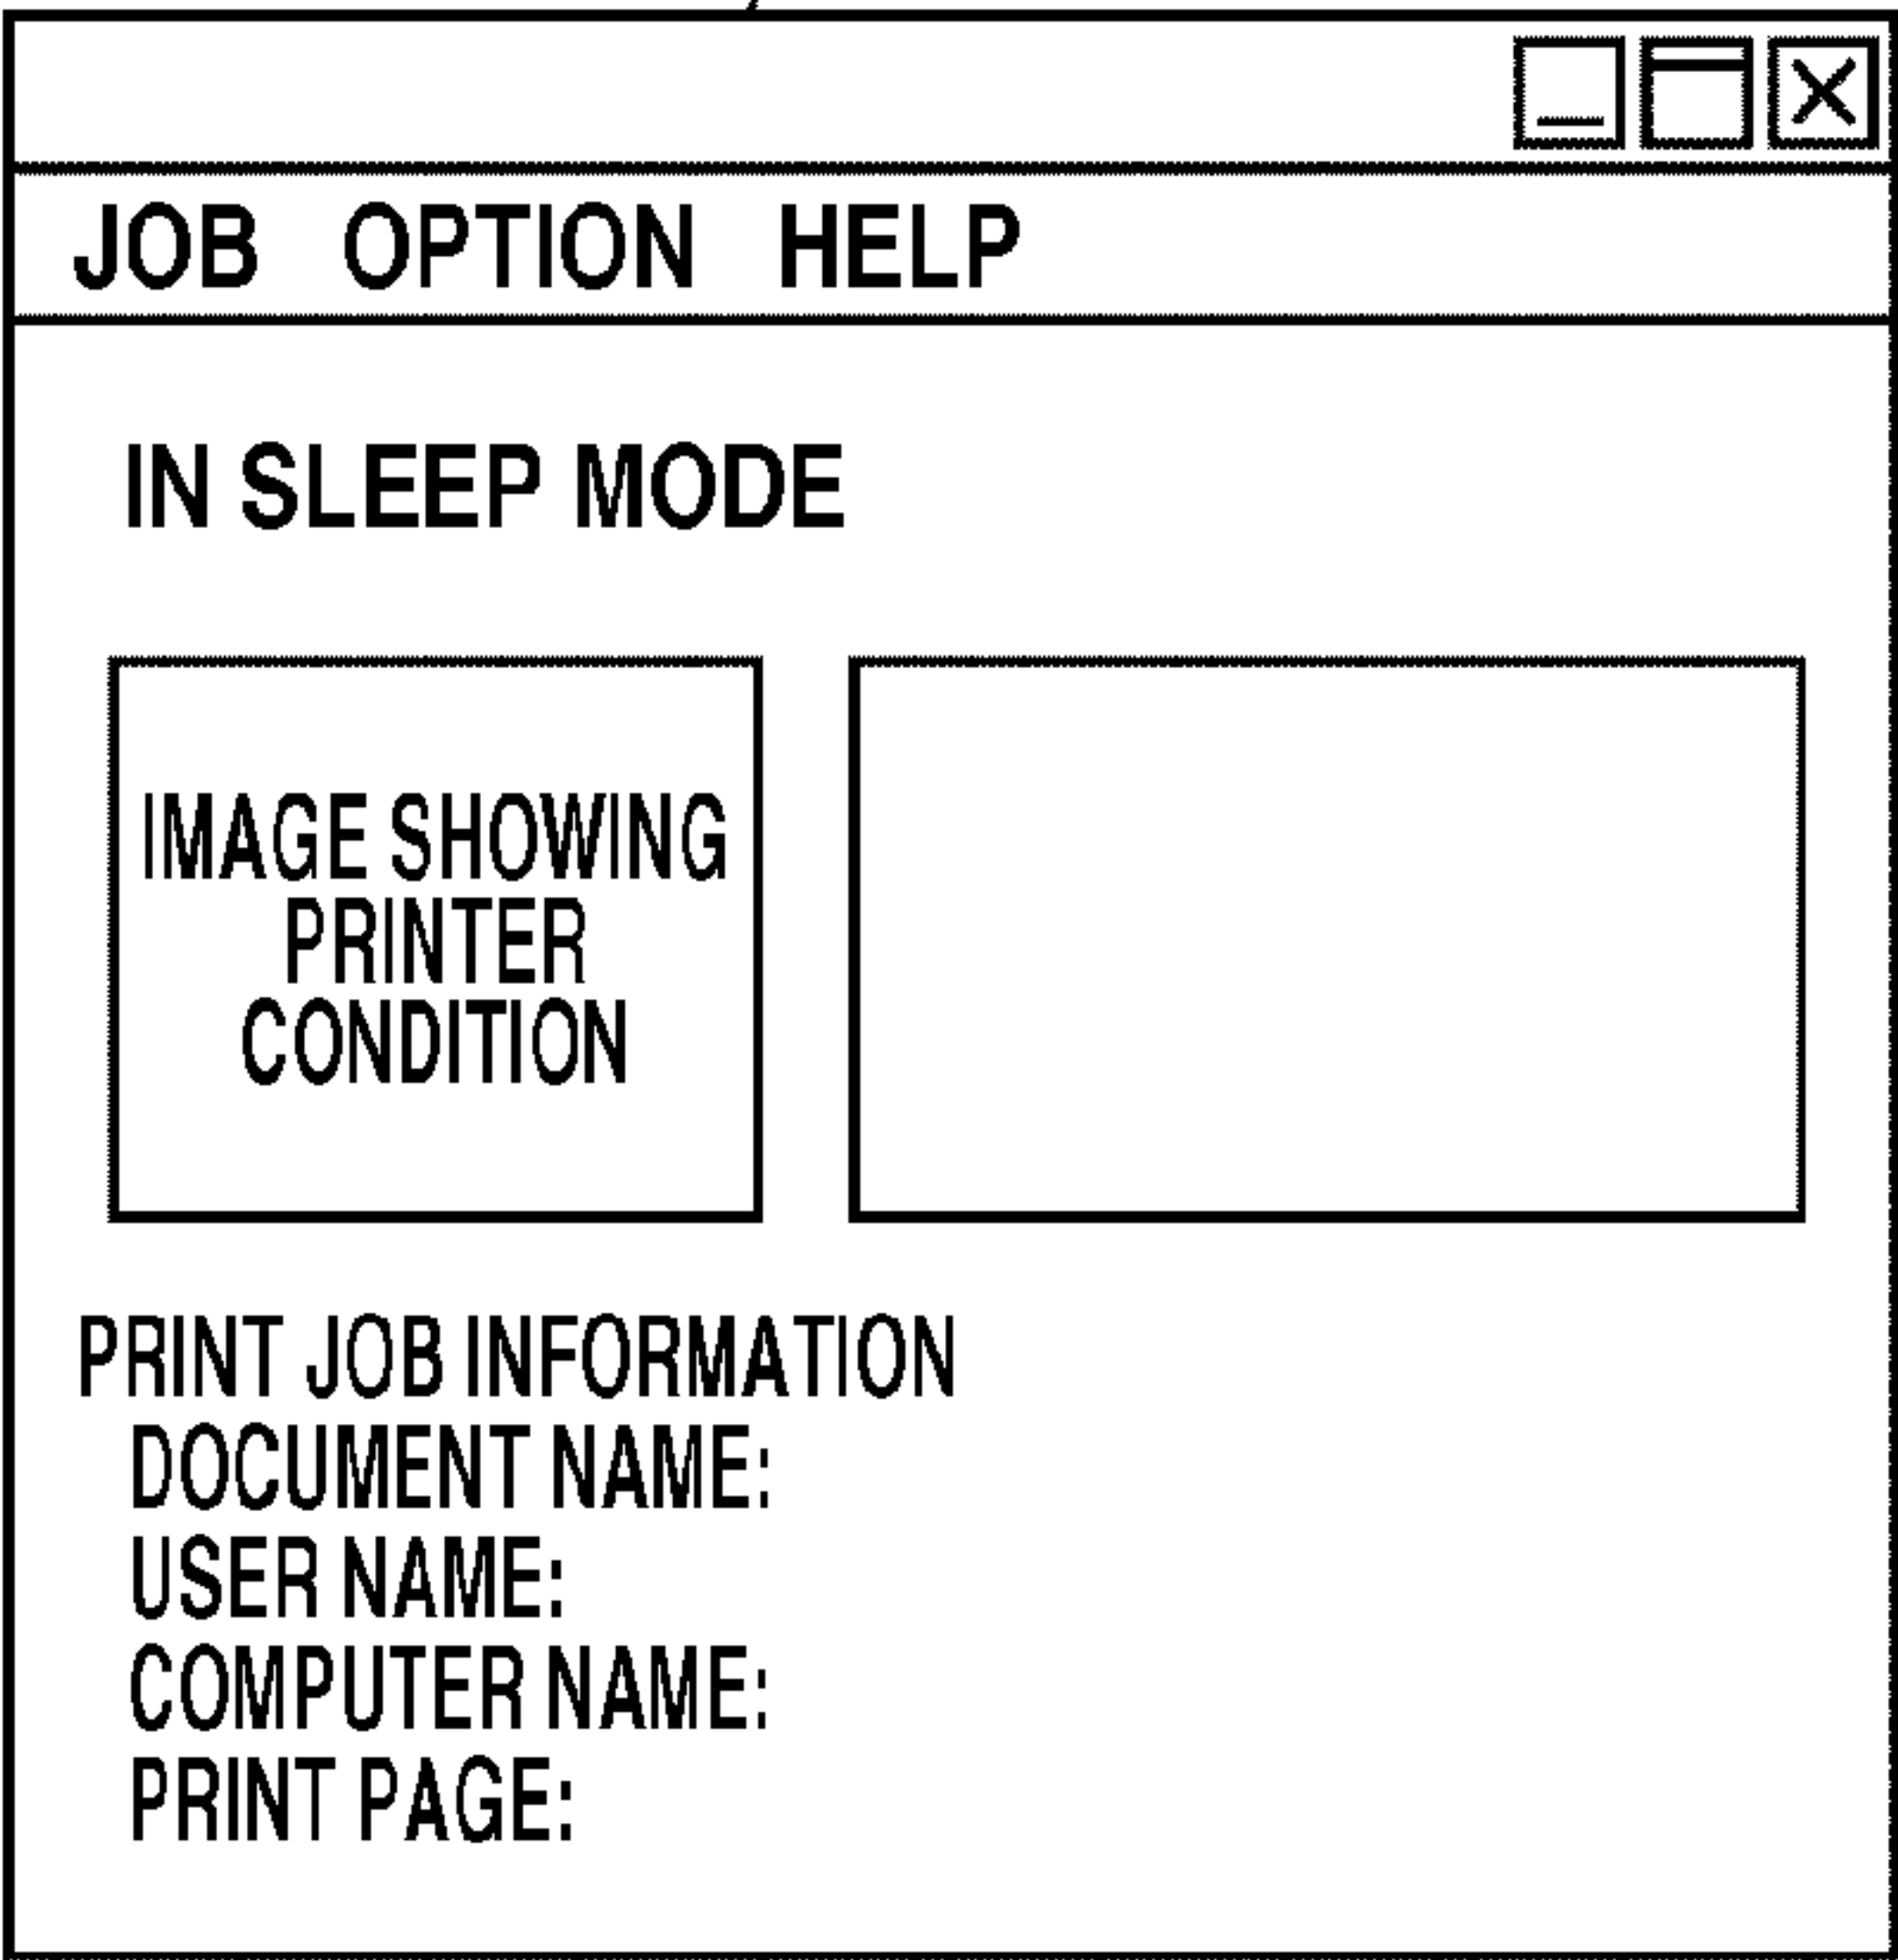 JOB OPTION HELP
IN SLEEP MODE
IMAGE SHOWING
PRINTER
CONDITION
PRINT JOB INFORMATION
DOCUMENT NAME:
USER NAME:
COMPUTER NAME:
PRINT PAGE: